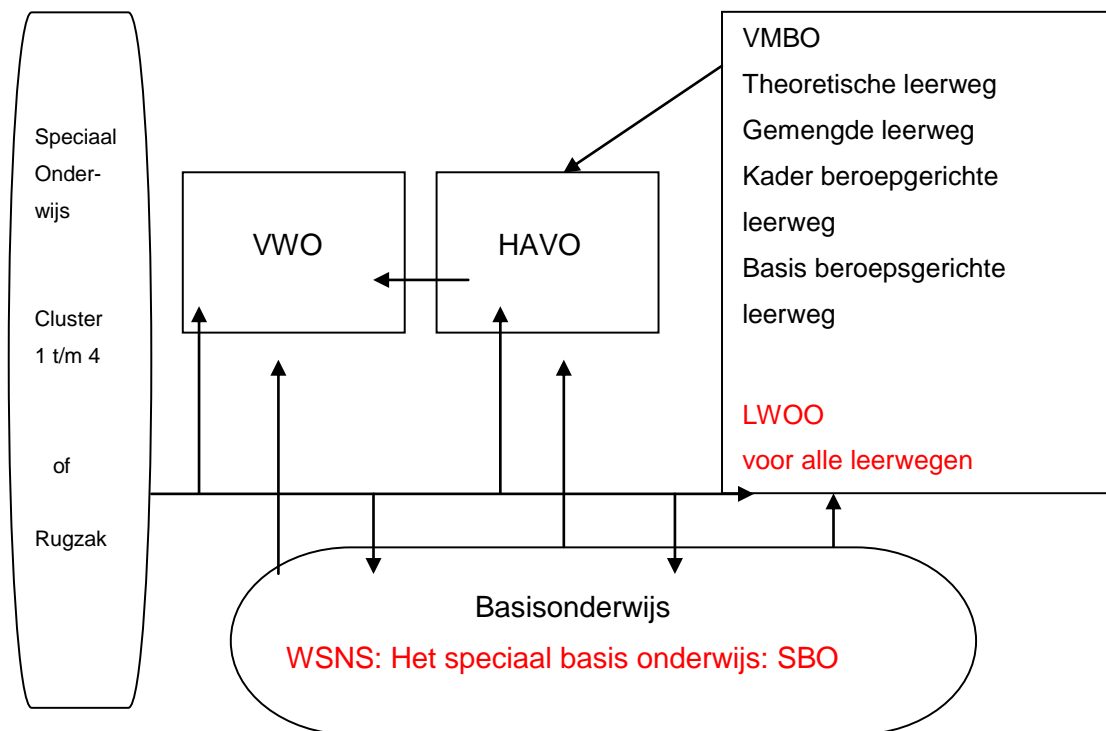 Speciaal
Onder-
wijs
Cluster
1 t/m 4
of
Rugzak
VWO
HAVO
VMBO
Theoretische leerweg
Gemengde leerweg
Kader beroepgerichte
leerweg
Basis beroepsgerichte
leerweg
LWOO
voor alle leerwegen
Basisonderwijs
WSNS: Het speciaal basis onderwijs: SBO